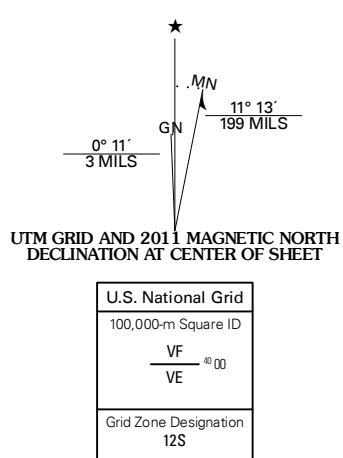 ★
MN
11° 13´
199 MILS
GN
0° 11´
3 MILS
UTM GRID AND 2011 MAGNETIC NORTH
DECLINATION AT CENTER OF SHEET
U.S. National Grid
100,000-m Square ID
VF
40 00
VE
Grid Zone Designation
12S